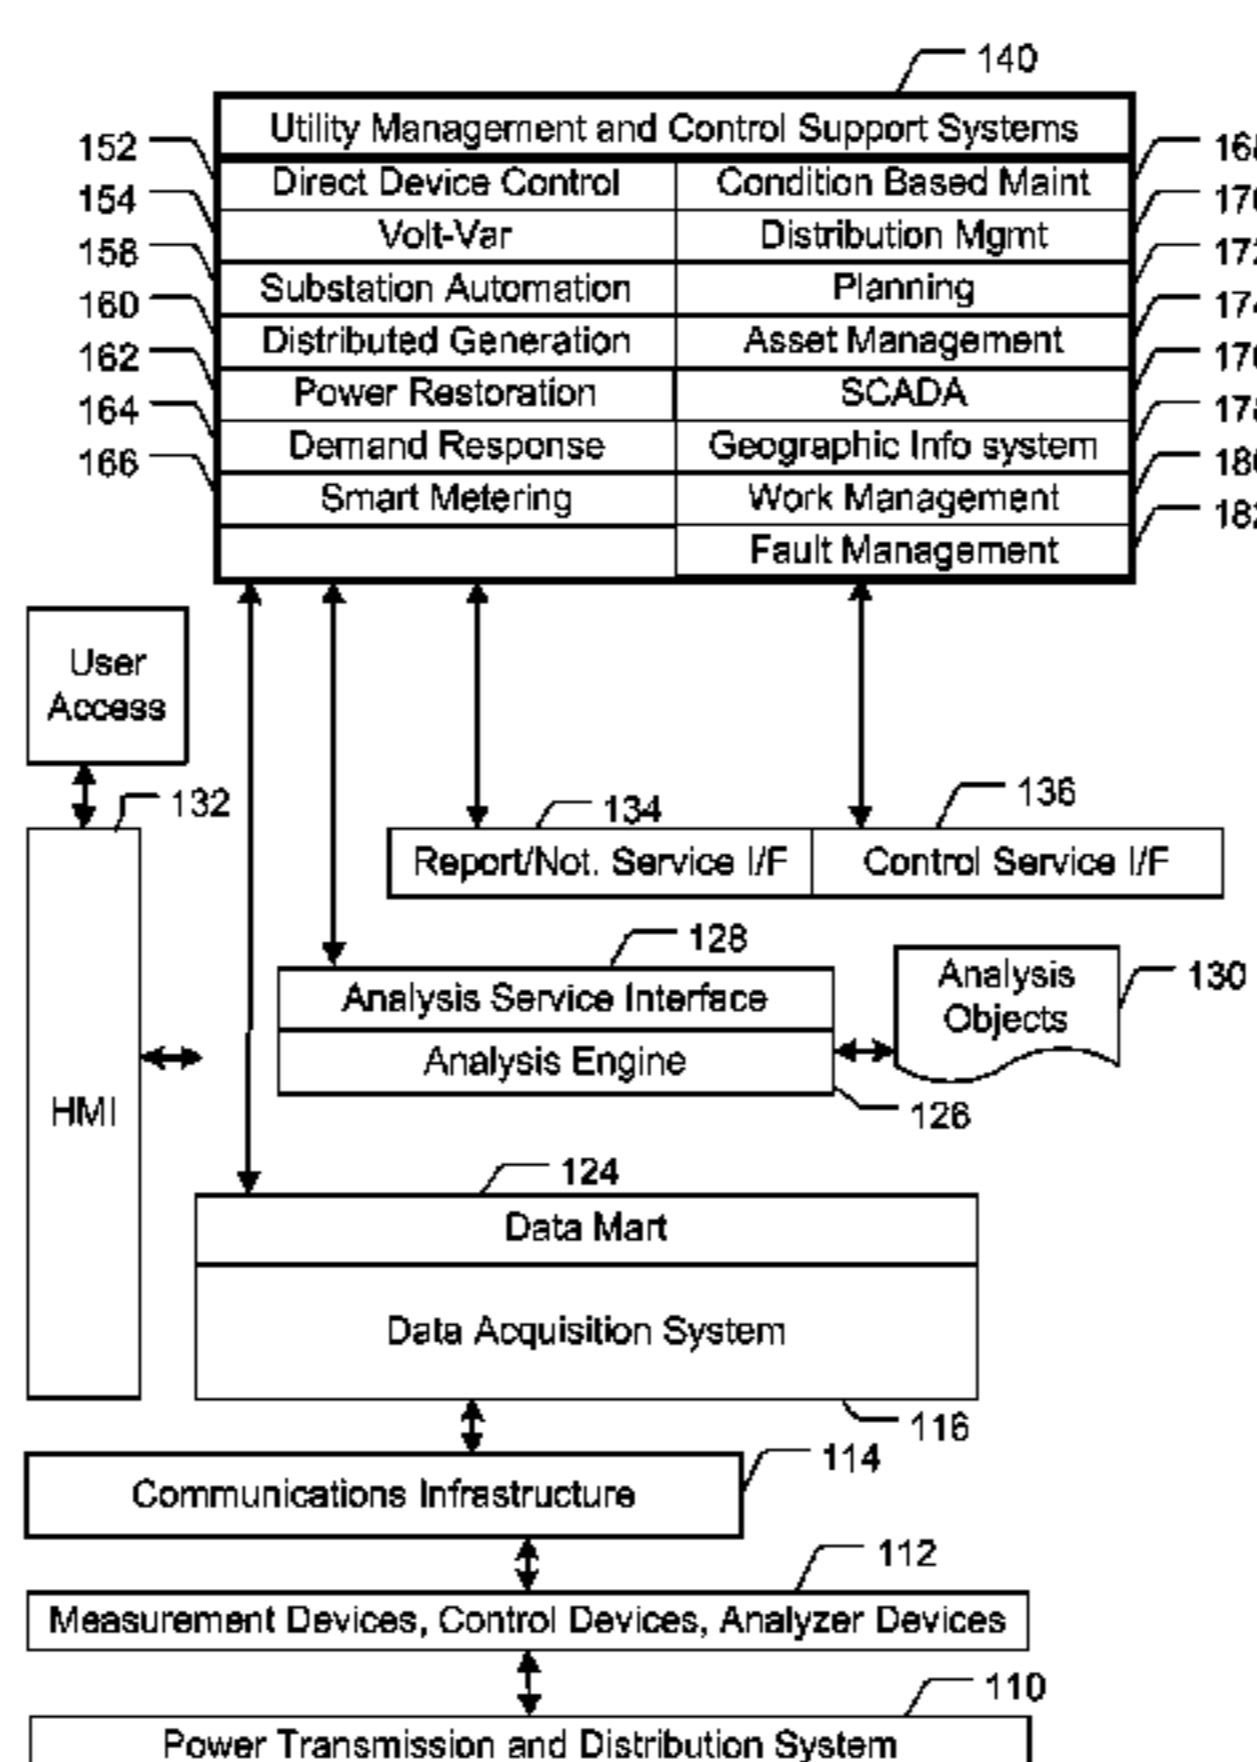 140
Utility Management and Control Support Systems
152
Direct Device Control
Condition Based Maint
154
Volt-Var
Distribution Mgmt
158
Substation Automation
Planning
160
Distributed Generation
Asset Management
162
Power Restoration
SCADA
164
Demand Response
Geographic Info system
166
Smart Metering
Work Management
Fault Management
User
Access
132
134
136
Report/Not. Service I/F
Control Service I/F
128
Analysis Service Interface
Analysis
Objects
130
Analysis Engine
126
HMI
124
Data Mart
Data Acquisition System
116
114
Communications Infrastructure
112
Measurement Devices, Control Devices, Analyzer Devices
110
Power Transmission and Distribution System